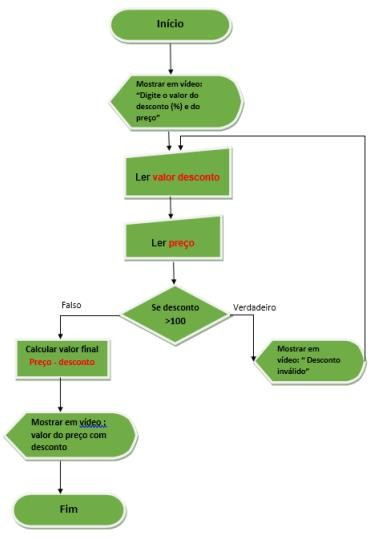 Início
Mostrar em vídeo:
“Digite o valor do
desconto (%) e do
preço”
Ler valor desconto
Ler preço
Se desconto
>100
Falso
Verdadeiro
Calcular valor final
Preço - desconto
Mostrar em
vídeo: “ Desconto
inválido”
Mostrar em vídeo :
valor do preço com
desconto
Fim